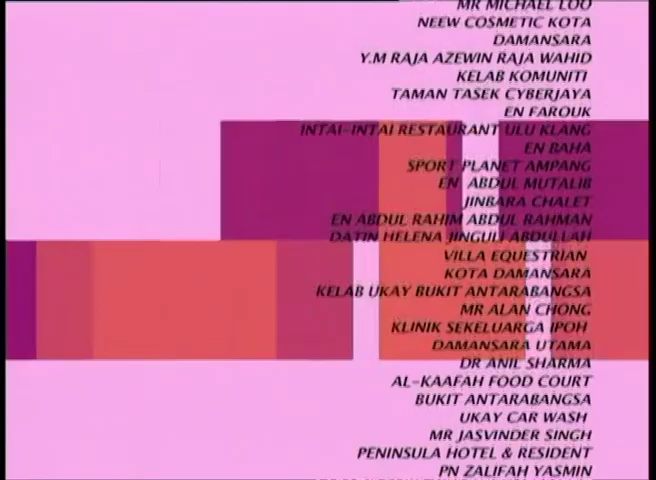 MR MICHAEL LOO
NEEW COSMETIC KOTA
DAMANSARA
Y.M RAJA AZEWIN RAJA WAHID
KELAB KOMUNITI
TAMAN TASEK CYBERJAYA
EN FAROUK
INTAI-INTAI RESTAURANT ULU KLANG
EN BAHA
SPORT PLANET AMPANG
EN ABDUL MUTALIB
JINBARA CHALET
EN ABDUL RAHIM ABDUL RAHMAN
DATIN HELENA JINGULI ABDULLAH
VILLA EQUESTRIAN
KOTA DAMANSARA
KELAB UKAY BUKIT ANTARABANGSA
MR ALAN CHONG
KLINIK SEKELUARGA IPOH
DAMANSARA UTAMA
DR ANIL SHARMA
AL-KAAFAH FOOD COURT
BUKIT ANTARABANGSA
UKAY CAR WASH
MR JASVINDER SINGH
PENINSULA HOTEL & RESIDENT
PN ZALIFAH YASMIN